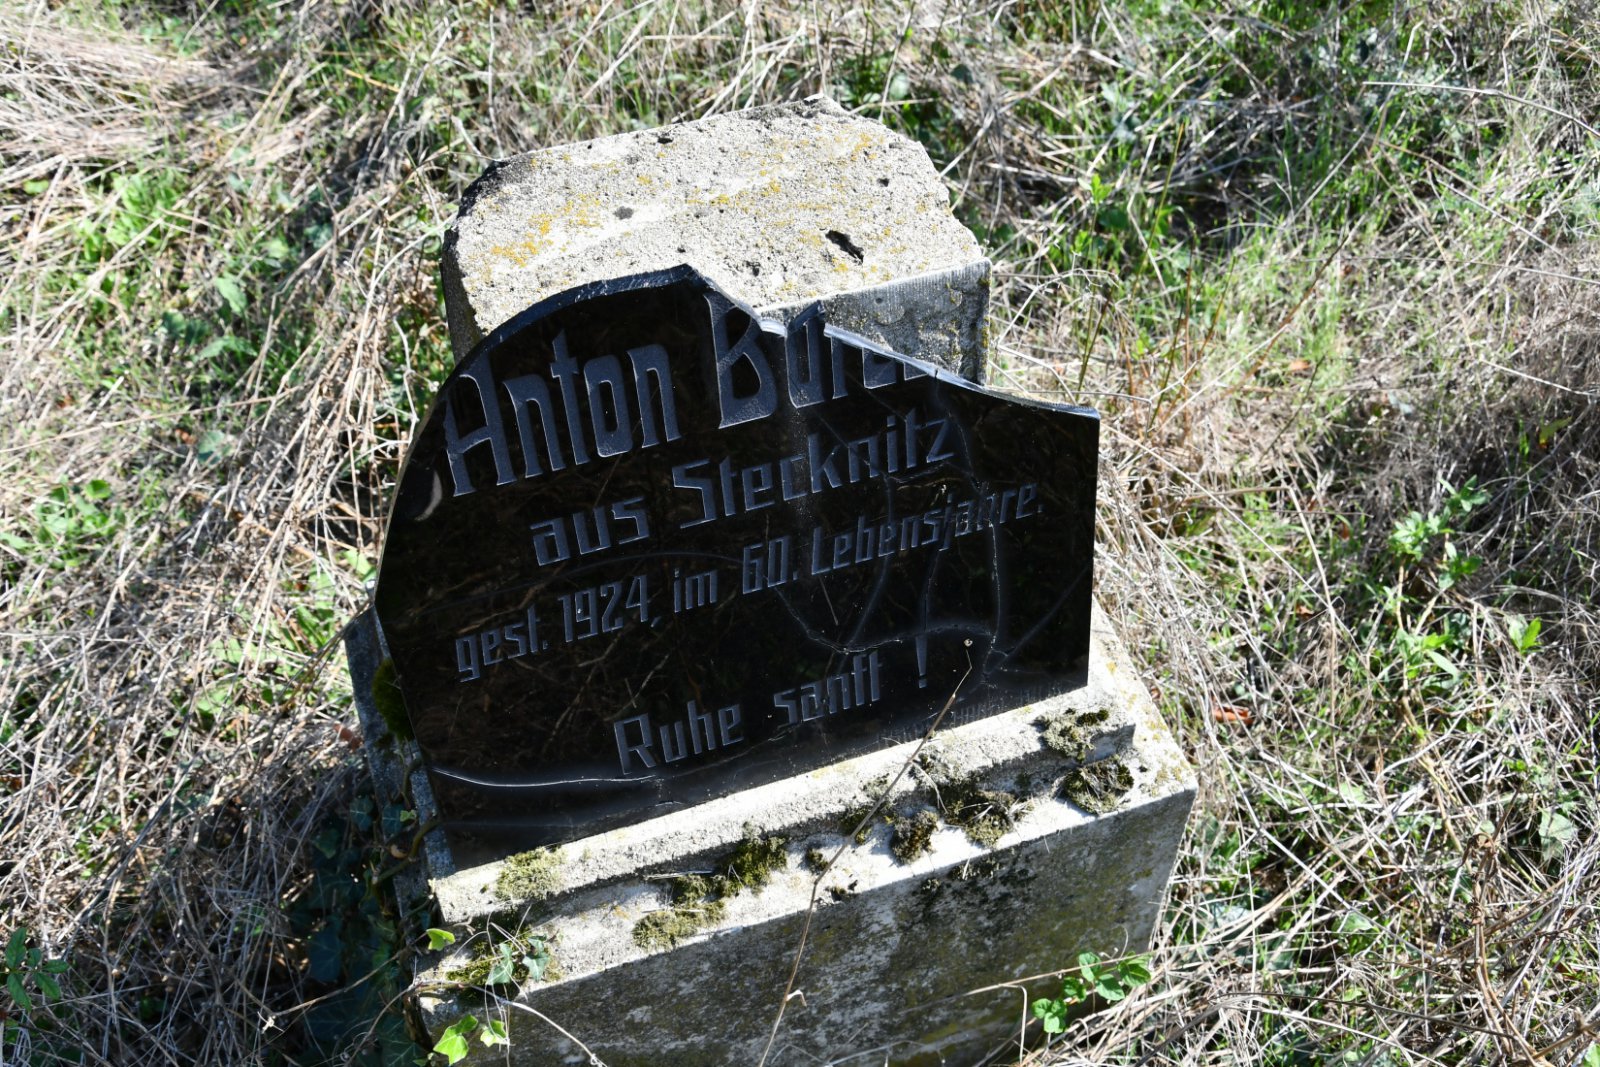 Anton
aus Stecknitz
gest. 1924, im 60. Lebensjahre.
Ruhe sanft !